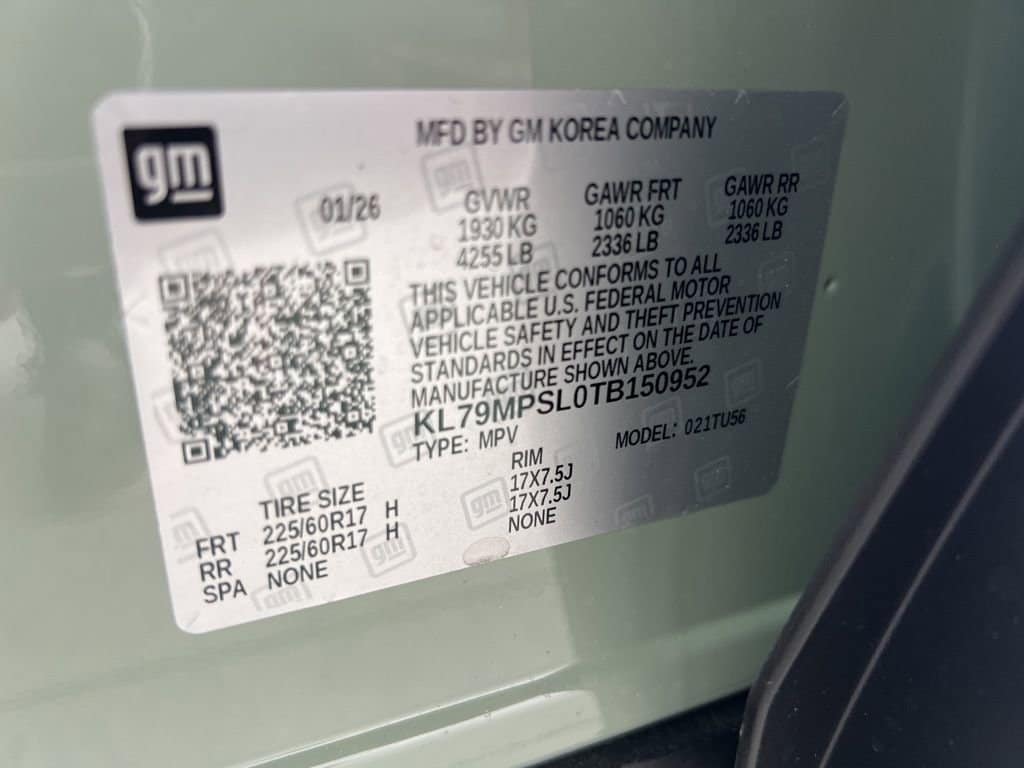 gm
MFD BY GM KOREA COMPANY
01/26
GVWR GAWR FRT GAWR RR
1930 KG 1060 KG 1060 KG
4255 LB 2336 LB 2336 LB
THIS VEHICLE CONFORMS TO ALL
APPLICABLE U.S. FEDERAL MOTOR
VEHICLE SAFETY AND THEFT PREVENTION
STANDARDS IN EFFECT ON THE DATE OF
MANUFACTURE SHOWN ABOVE.
KL79MPSL0TB150952
TYPE: MPV MODEL: 021TU56
TIRE SIZE RIM
FRT 225/60R17 H 17X7.5J
RR 225/60R17 H 17X7.5J
SPA NONE NONE